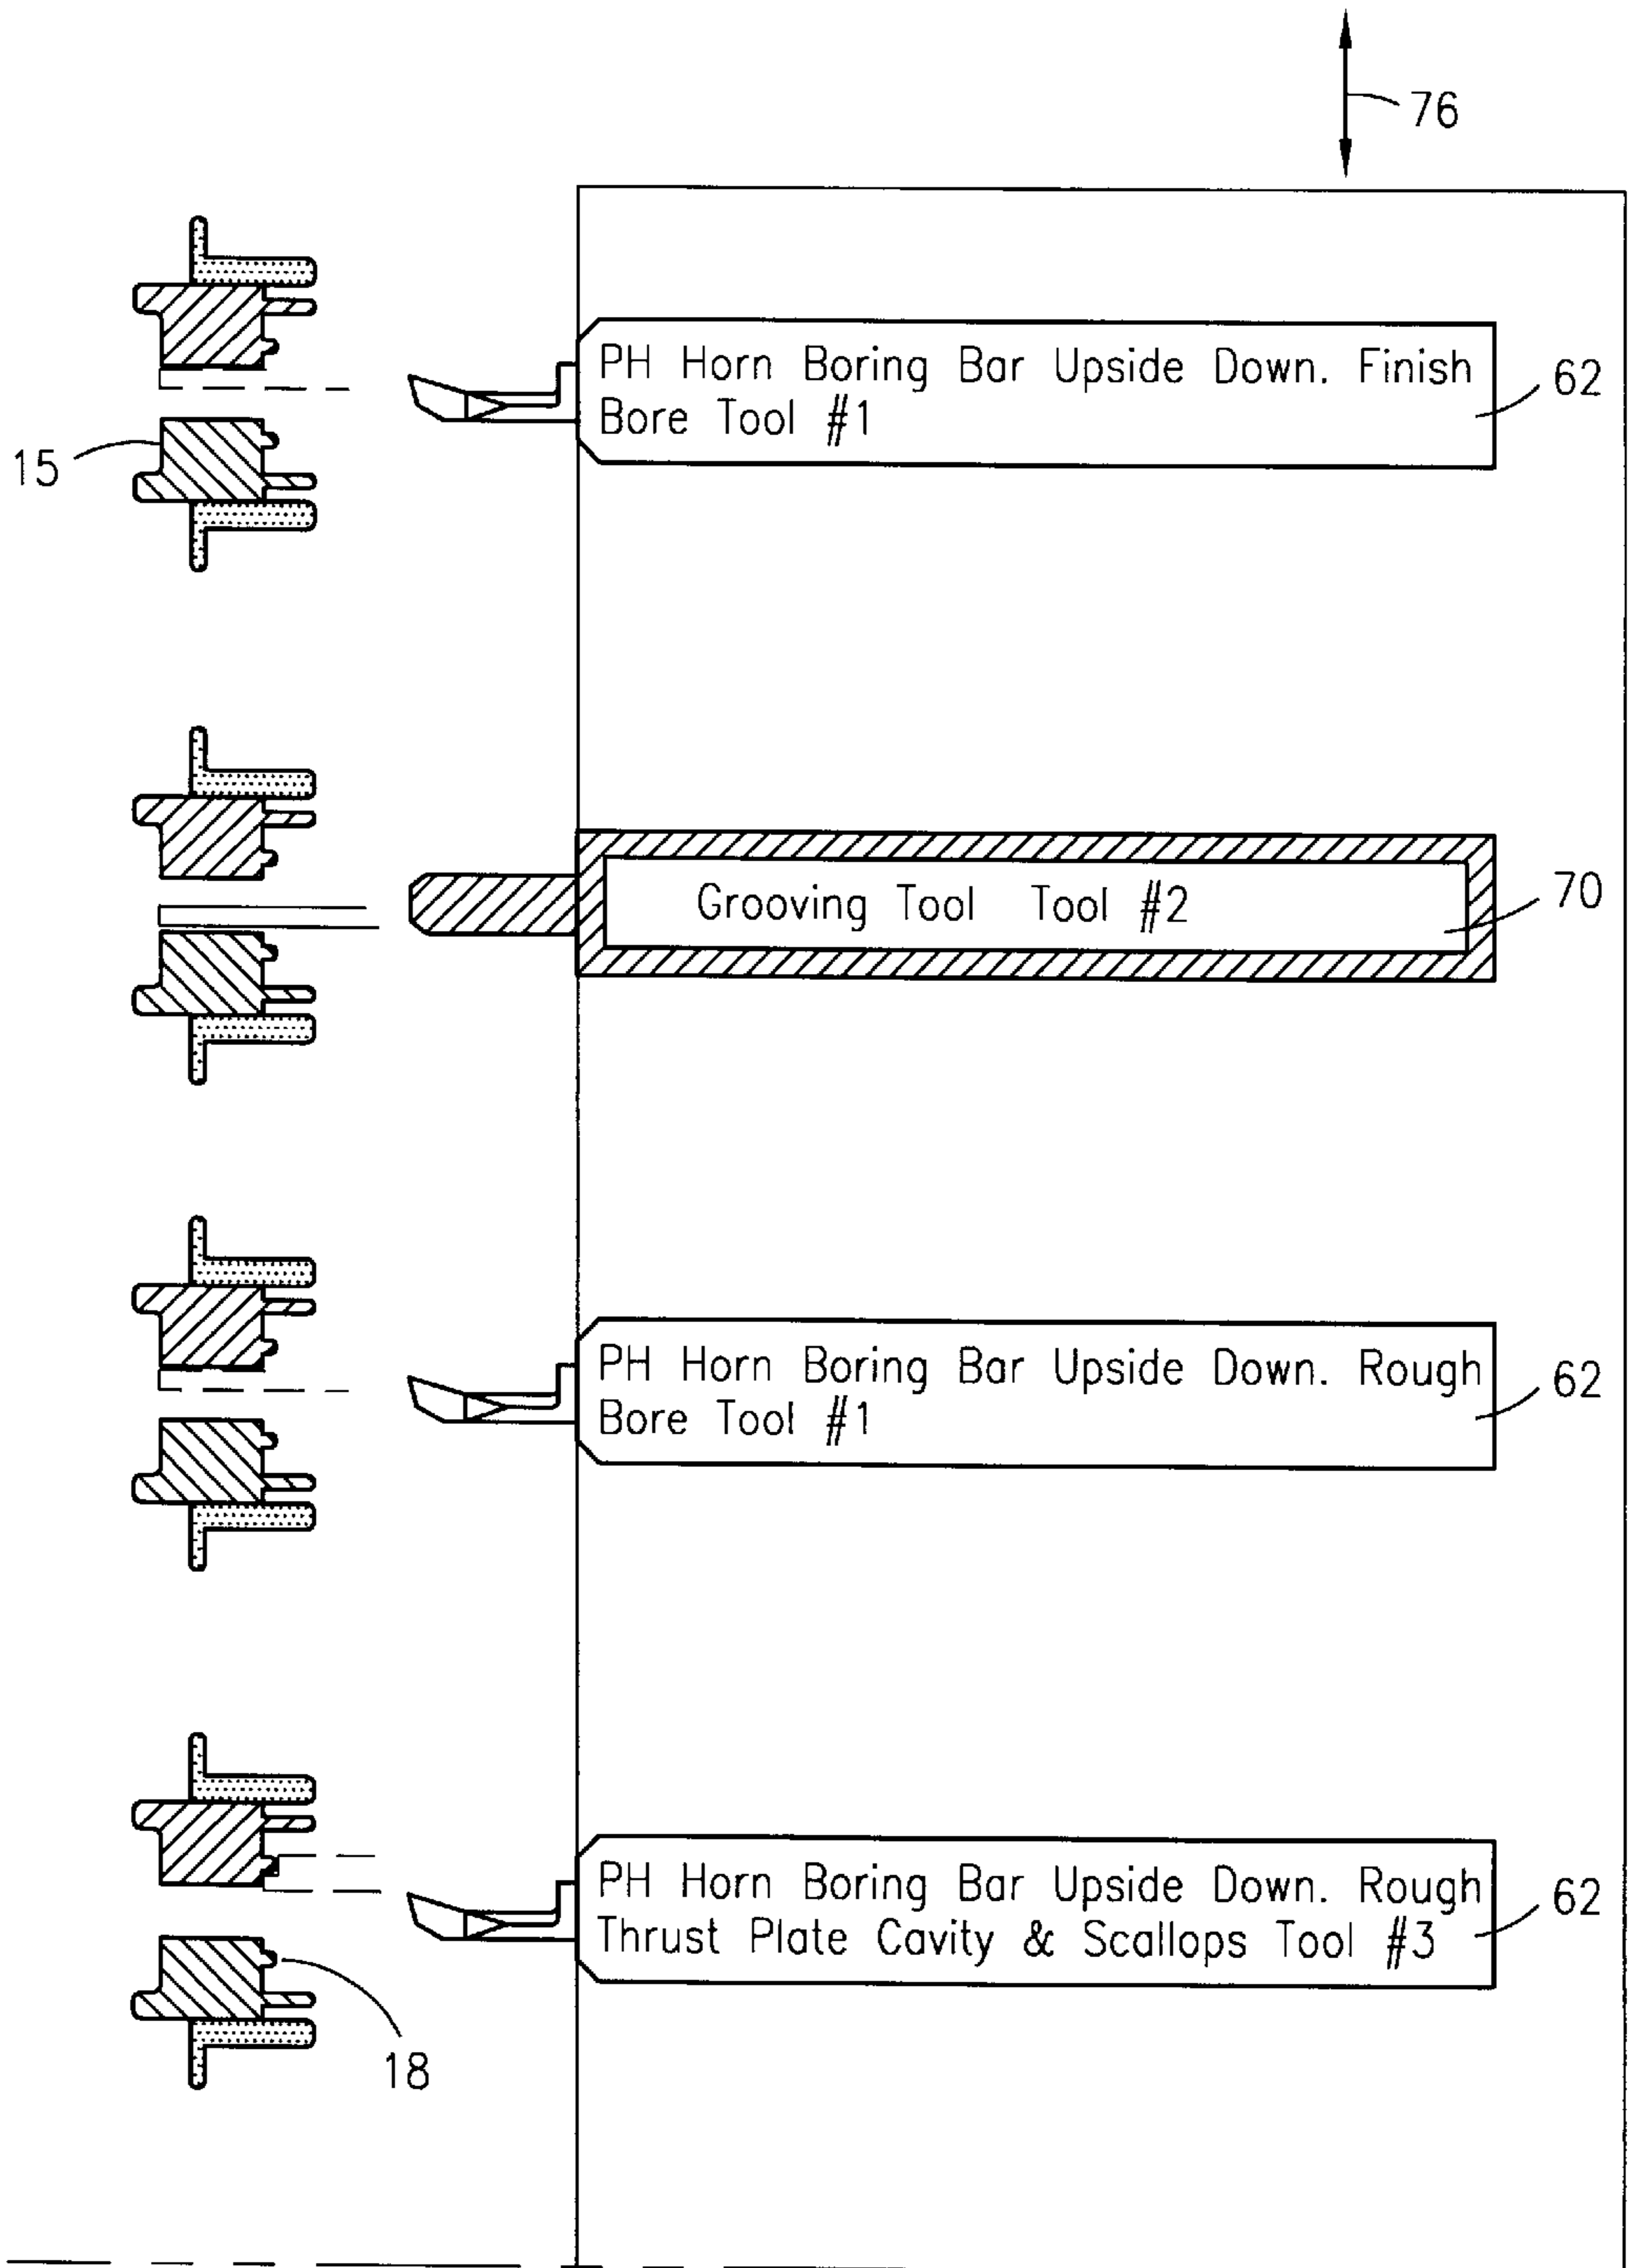 76
PH Horn Boring Bar Upside Down. Finish
Bore Tool #1
62
15
Grooving Tool Tool #2
70
PH Horn Boring Bar Upside Down. Rough
Bore Tool #1
62
PH Horn Boring Bar Upside Down. Rough
Thrust Plate Cavity & Scallops Tool #3
62
18